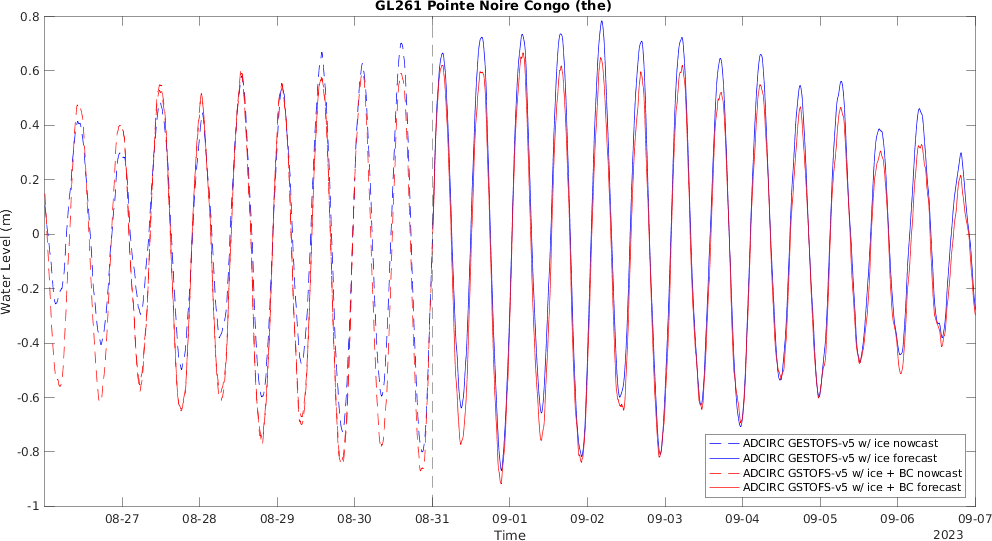 GL261 Pointe Noire Congo (the)
Water Level (m)
0.8
0.6
0.4
0.2
0
-0.2
-0.4
-0.6
-0.8
-1
ADCIRC GESTOFS-v5 w/ ice nowcast
ADCIRC GESTOFS-v5 w/ ice forecast
ADCIRC GSTOFS-v5 w/ ice + BC nowcast
ADCIRC GSTOFS-v5 w/ ice + BC forecast
08-27 08-28 08-29 08-30 08-31 09-01 09-02 09-03 09-04 09-05 09-06 09-07
Time
2023